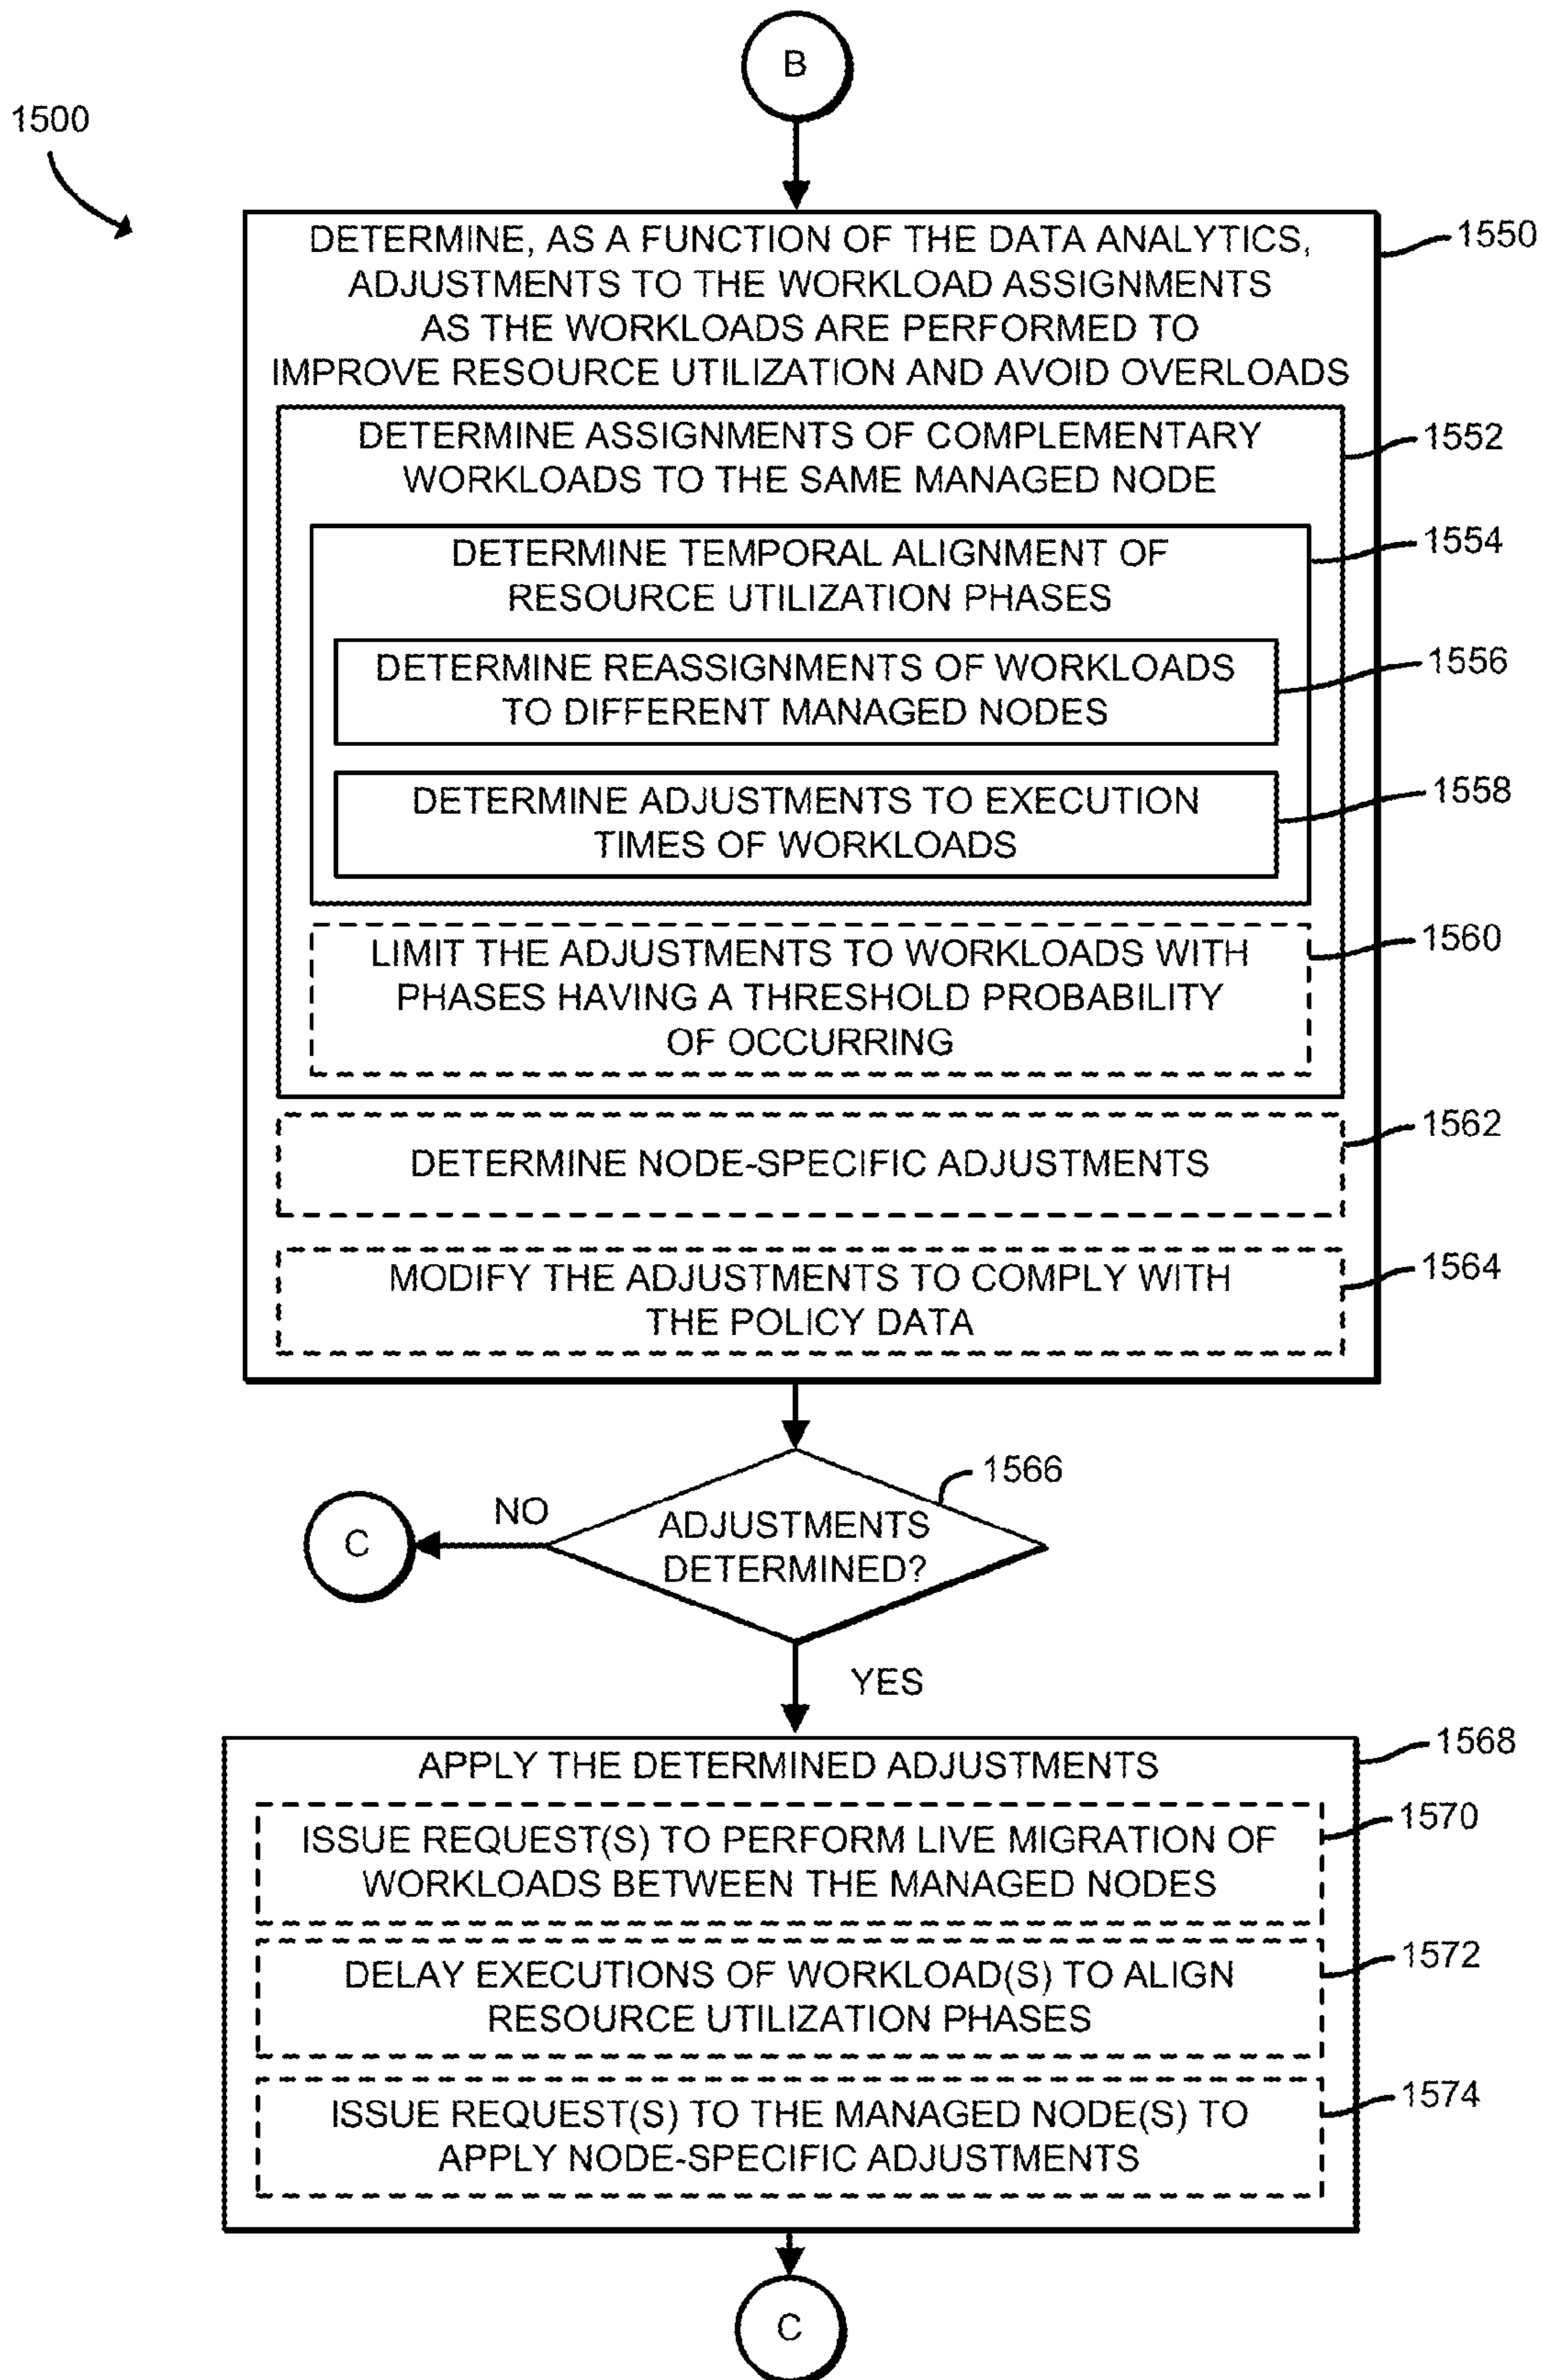 B
1500
DETERMINE, AS A FUNCTION OF THE DATA ANALYTICS,
ADJUSTMENTS TO THE WORKLOAD ASSIGNMENTS
AS THE WORKLOADS ARE PERFORMED TO
IMPROVE RESOURCE UTILIZATION AND AVOID OVERLOADS
1550
DETERMINE ASSIGNMENTS OF COMPLEMENTARY
WORKLOADS TO THE SAME MANAGED NODE
1552
DETERMINE TEMPORAL ALIGNMENT OF
RESOURCE UTILIZATION PHASES
1554
DETERMINE REASSIGNMENTS OF WORKLOADS
TO DIFFERENT MANAGED NODES
1556
DETERMINE ADJUSTMENTS TO EXECUTION
TIMES OF WORKLOADS
1558
LIMIT THE ADJUSTMENTS TO WORKLOADS WITH
PHASES HAVING A THRESHOLD PROBABILITY
OF OCCURRING
1560
DETERMINE NODE-SPECIFIC ADJUSTMENTS
1562
MODIFY THE ADJUSTMENTS TO COMPLY WITH
THE POLICY DATA
1564
ADJUSTMENTS
DETERMINED?
1566
NO
C
YES
APPLY THE DETERMINED ADJUSTMENTS
1568
ISSUE REQUEST(S) TO PERFORM LIVE MIGRATION OF
WORKLOADS BETWEEN THE MANAGED NODES
1570
DELAY EXECUTIONS OF WORKLOAD(S) TO ALIGN
RESOURCE UTILIZATION PHASES
1572
ISSUE REQUEST(S) TO THE MANAGED NODE(S) TO
APPLY NODE-SPECIFIC ADJUSTMENTS
1574
C